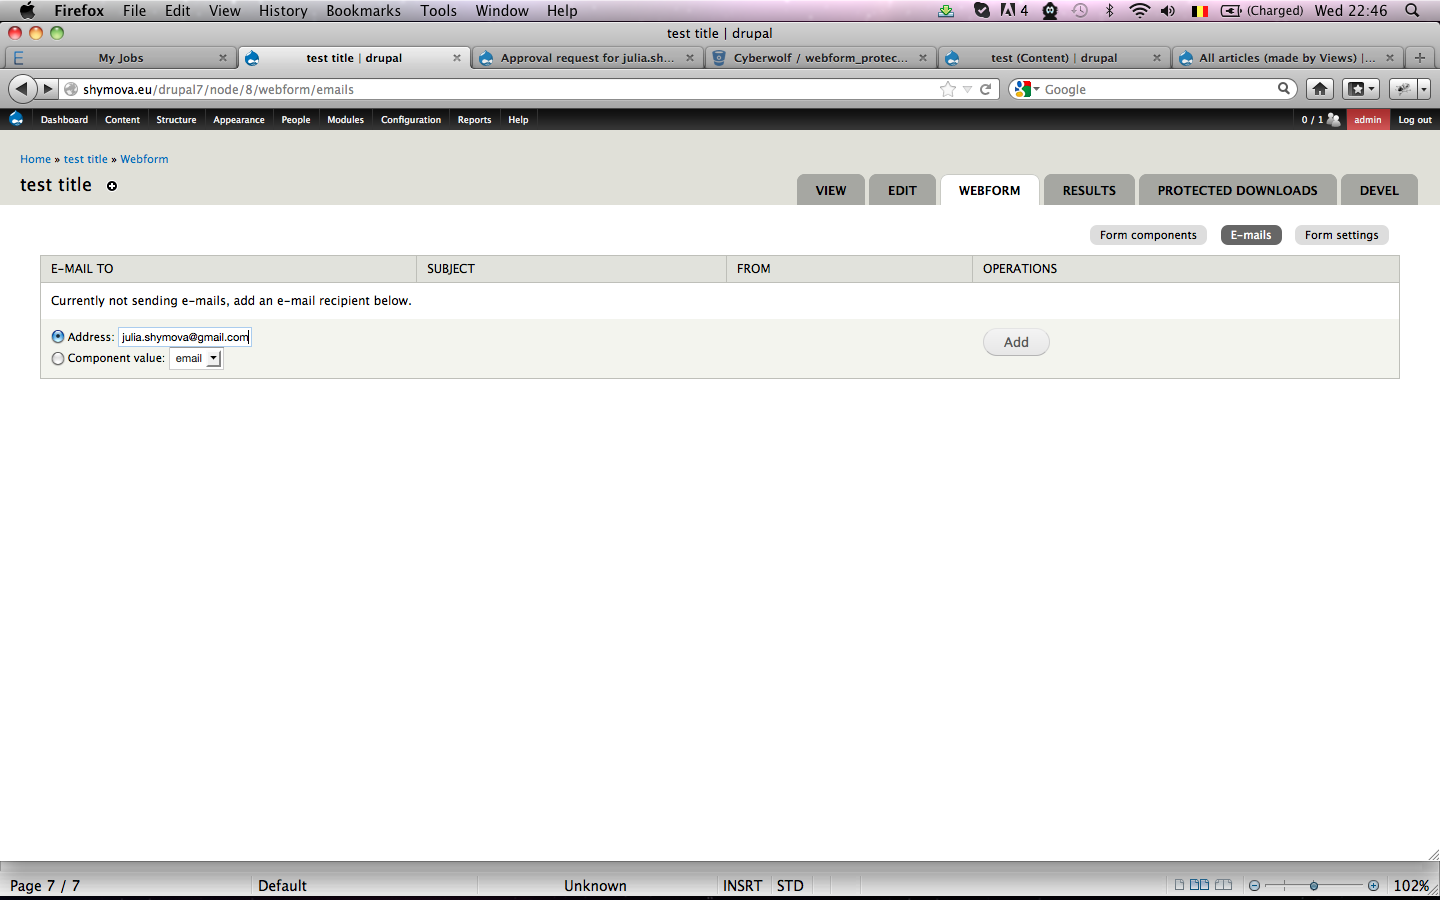 Firefox File Edit View History Bookmarks Tools Window Help 4 (Charged) Wed 22:46
test title | drupal
My Jobs test title | drupal Approval request for julia.sh... Cyberwolf / webform_protec... test (Content) | drupal All articles (made by Views) |...
shymova.eu/drupal7/node/8/webform/emails Google
Dashboard Content Structure Appearance People Modules Configuration Reports Help 0 / 1 admin Log out
Home » test title » Webform
test title VIEW EDIT WEBFORM RESULTS PROTECTED DOWNLOADS DEVEL
Form components E-mails Form settings
E-MAIL TO SUBJECT FROM OPERATIONS
Currently not sending e-mails, add an e-mail recipient below.
Address: julia.shymova@gmail.com Add
Component value: email
Page 7 / 7 Default Unknown INSRT STD 102%